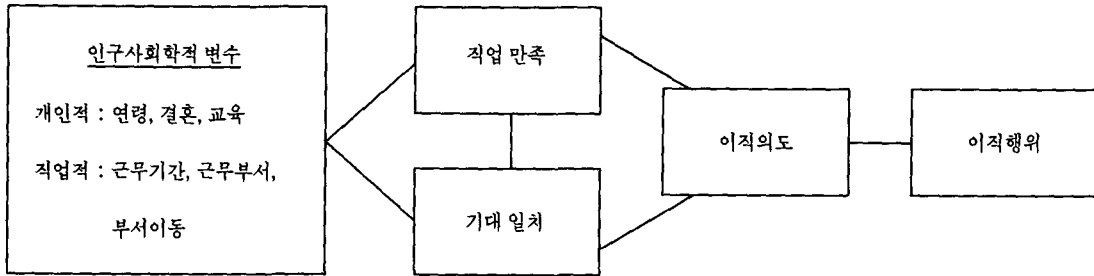 인구사회학적 변수
개인적 : 연령, 결혼, 교육
직업적 : 근무기간, 근무부서,
부서이동
직업 만족
기대 일치
이직의도
이직행위